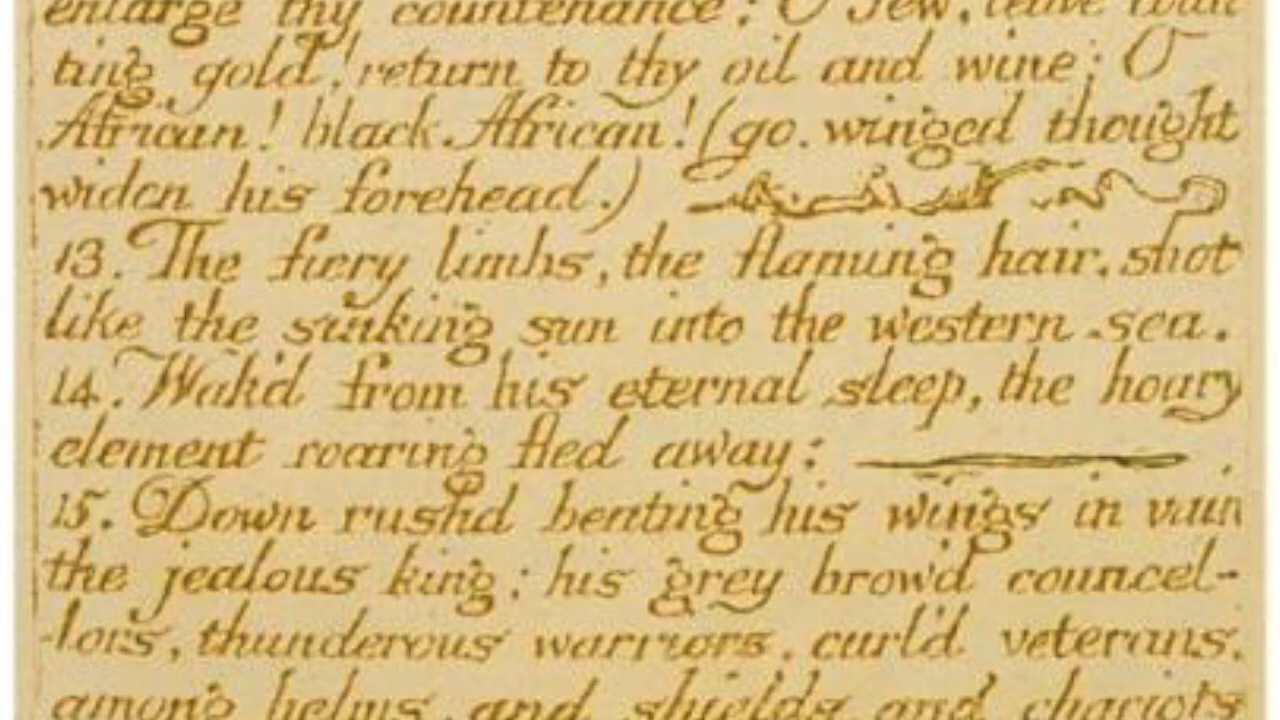 enlarge thy countenance; O Jew, leave coun
ting gold! return to thy oil and wine; O
African! black African! (go. winged thought
widen his forehead.)
13. The fiery limbs, the flaming hair, shot
like the sinking sun into the western sea.
14. Wak'd from his eternal sleep, the hoary
element roaring fled away:
15. Down rushd beating his wings in vain
the jealous king; his grey brow'd councel-
-lors, thunderous warriors, curl'd veterans,
among helms, and shields, and chariots